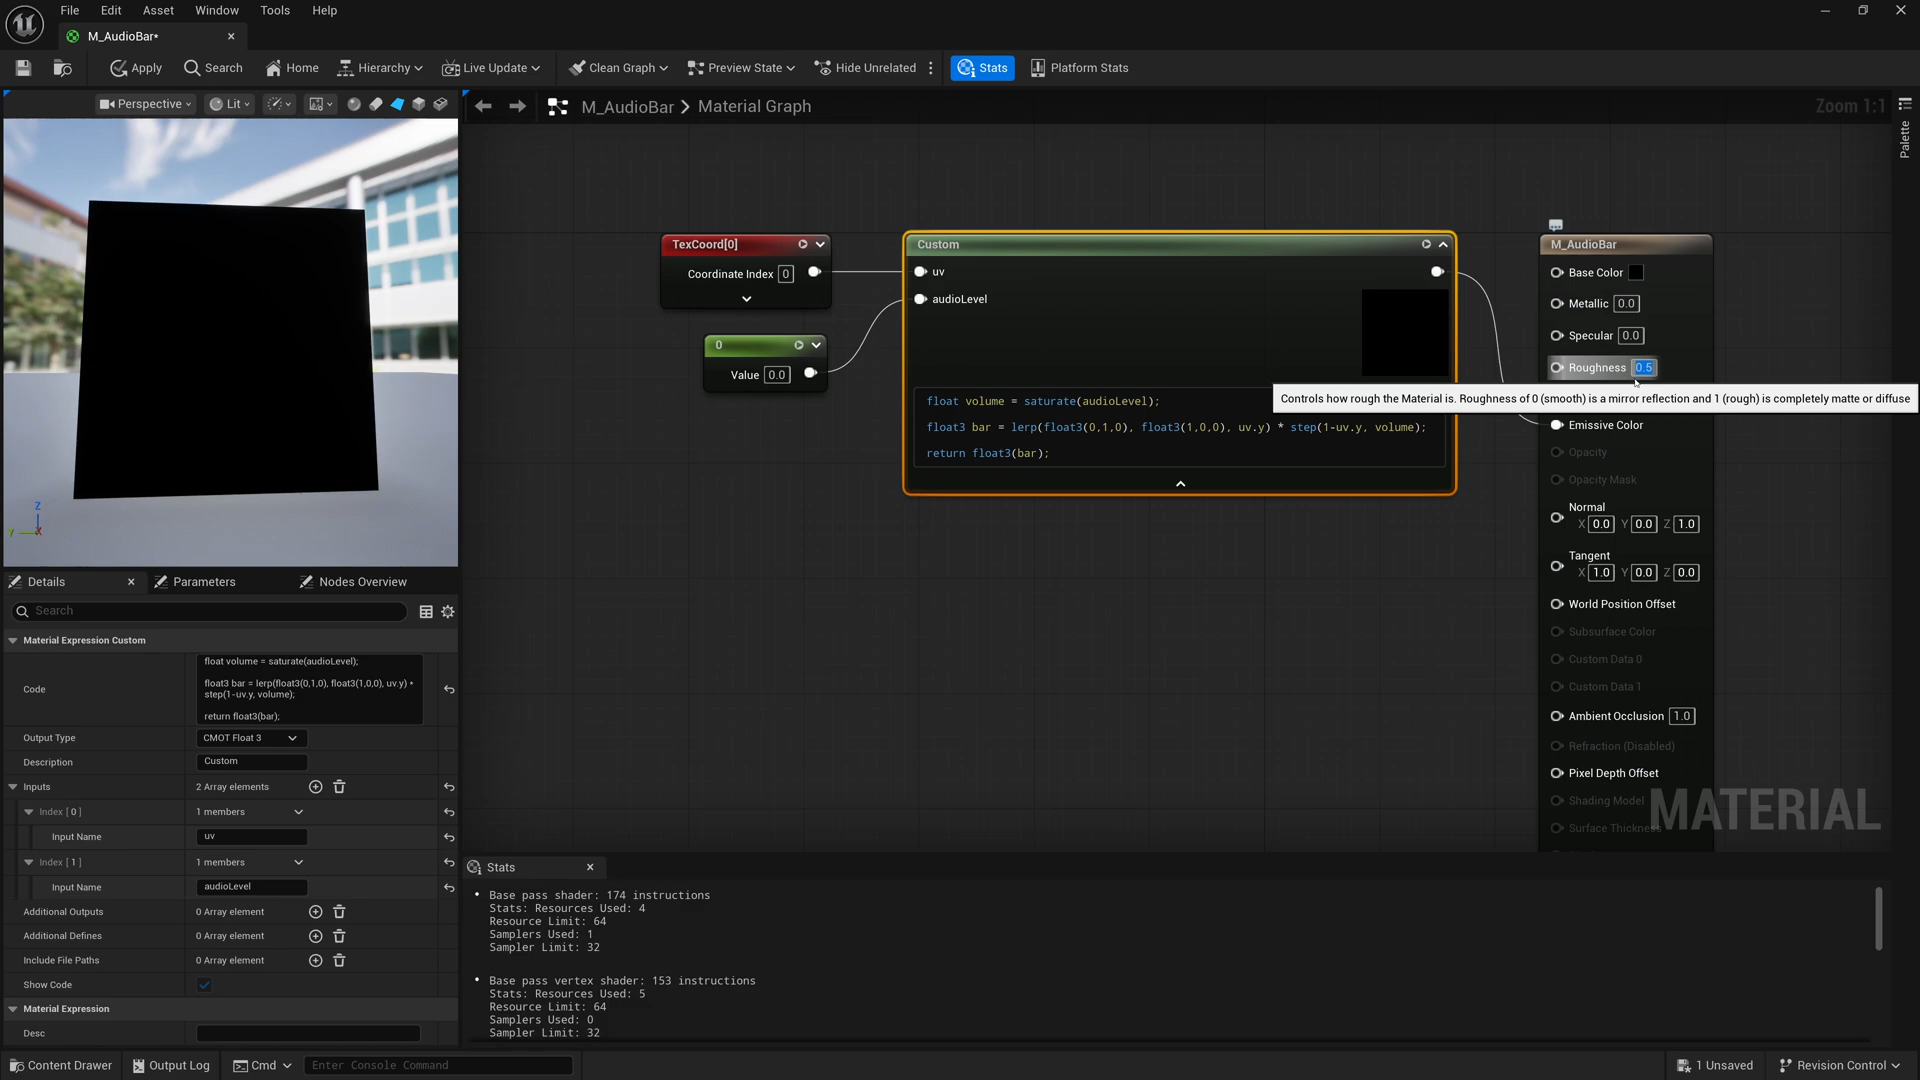 File Edit Asset Window Tools Help
M_AudioBar*
Apply Search Home Hierarchy Live Update Clean Graph Preview State Hide Unrelated Stats Platform Stats
Perspective Lit
M_AudioBar Material Graph Zoom 1:1
Palette
TexCoord[0]
Coordinate Index 0
0
Value 0.0
Custom
uv
audioLevel
float volume = saturate(audioLevel);
float3 bar = lerp(float3(0,1,0), float3(1,0,0), uv.y) * step(1-uv.y, volume);
return float3(bar);
M_AudioBar
Base Color
Metallic 0.0
Specular 0.0
Roughness 0.5
Controls how rough the Material is. Roughness of 0 (smooth) is a mirror reflection and 1 (rough) is completely matte or diffuse
Emissive Color
Opacity
Opacity Mask
Normal
X 0.0 Y 0.0 Z 1.0
Tangent
X 1.0 Y 0.0 Z 0.0
World Position Offset
Subsurface Color
Custom Data 0
Custom Data 1
Ambient Occlusion 1.0
Refraction (Disabled)
Pixel Depth Offset
Shading Model
Surface Thickness
MATERIAL
Z
Y X
Details Parameters Nodes Overview
Search
Material Expression Custom
Code
float volume = saturate(audioLevel);
float3 bar = lerp(float3(0,1,0), float3(1,0,0), uv.y) *
step(1-uv.y, volume);
return float3(bar);
Output Type CMOT Float 3
Description Custom
Inputs 2 Array elements
Index [ 0 ] 1 members
Input Name uv
Index [ 1 ] 1 members
Input Name audioLevel
Additional Outputs 0 Array element
Additional Defines 0 Array element
Include File Paths 0 Array element
Show Code
Material Expression
Desc
Stats
Base pass shader: 174 instructions
Stats: Resources Used: 4
Resource Limit: 64
Samplers Used: 1
Sampler Limit: 32
Base pass vertex shader: 153 instructions
Stats: Resources Used: 5
Resource Limit: 64
Samplers Used: 0
Sampler Limit: 32
Content Drawer Output Log Cmd Enter Console Command 1 Unsaved Revision Control